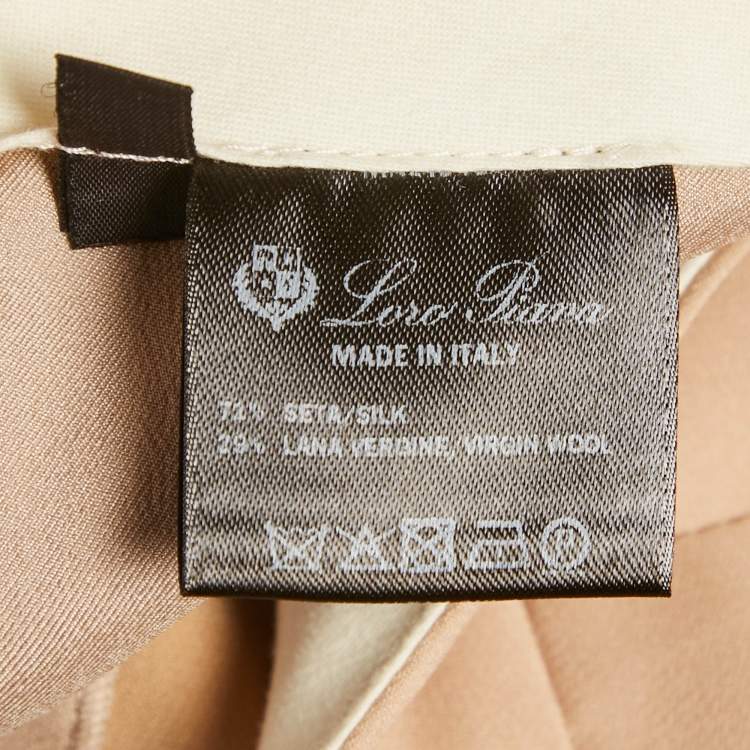 Loro Piana
MADE IN ITALY
71% SETA/SILK
29% LANA VERGINE, VIRGIN WOOL